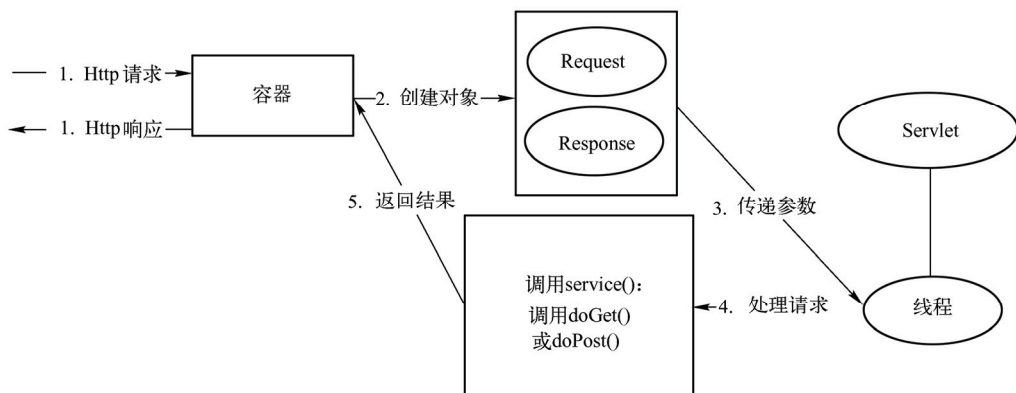 1. Http请求
容器
1. Http响应
2. 创建对象
Request
Response
Servlet
3. 传递参数
线程
4. 处理请求
调用service():
调用doGet()
或doPost()
5. 返回结果